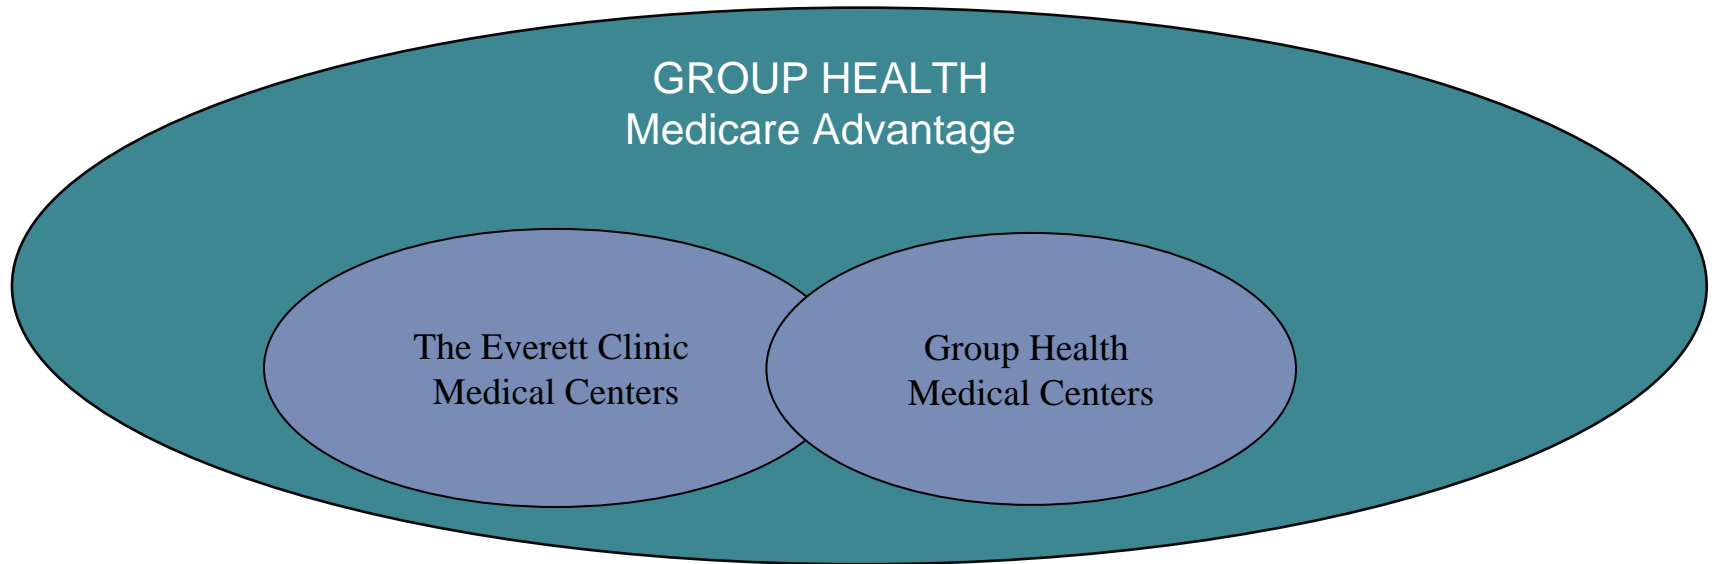 GROUP HEALTH
Medicare Advantage
The Everett Clinic
Medical Centers
Group Health
Medical Centers